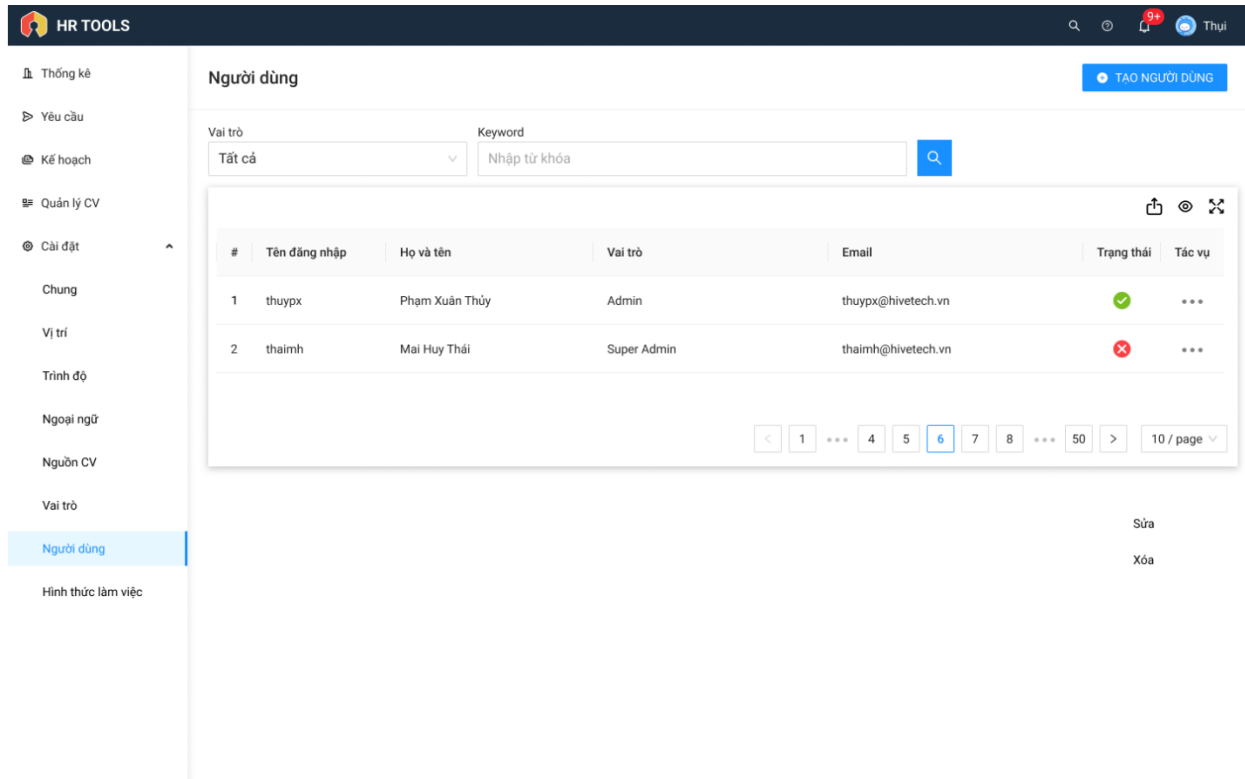 HR TOOLS
9+
Thụi
Thống kê
Yêu cầu
Kế hoạch
Quản lý CV
Cài đặt
Chung
Vị trí
Trình độ
Ngoại ngữ
Nguồn CV
Vai trò
Người dùng
Hình thức làm việc
Người dùng
TẠO NGƯỜI DÙNG
Vai trò Keyword
Tất cả Nhập từ khóa
# Tên đăng nhập Họ và tên Vai trò Email Trạng thái Tác vụ
1 thuypx Phạm Xuân Thủy Admin thuypx@hivetech.vn
2 thaimh Mai Huy Thái Super Admin thaimh@hivetech.vn
< 1 ••• 4 5 6 7 8 ••• 50 > 10 / page
Sửa
Xóa